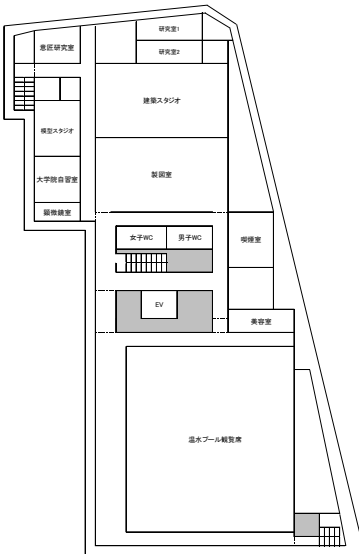 研究室1
意匠研究室
研究室2
建築スタジオ
模型スタジオ
製図室
大学院自習室
顕微鏡室
女子WC
男子WC
喫煙室
EV
美容室
温水プール観覧席